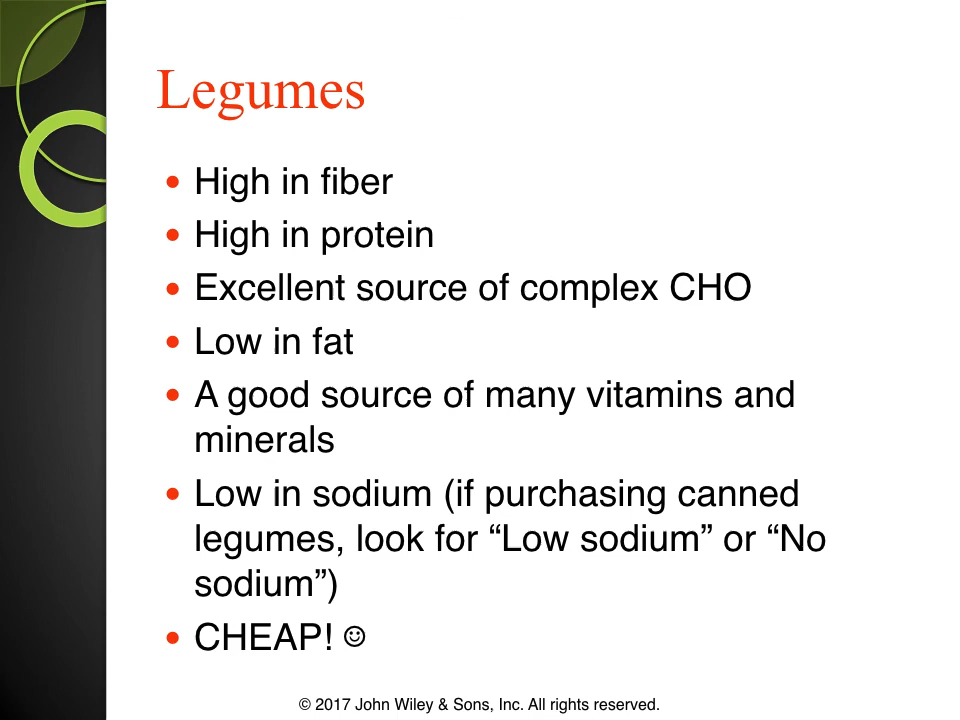 Legumes
• High in fiber
• High in protein
• Excellent source of complex CHO
• Low in fat
• A good source of many vitamins and
minerals
• Low in sodium (if purchasing canned
legumes, look for “Low sodium” or “No
sodium”)
• CHEAP! ☺
© 2017 John Wiley & Sons, Inc. All rights reserved.